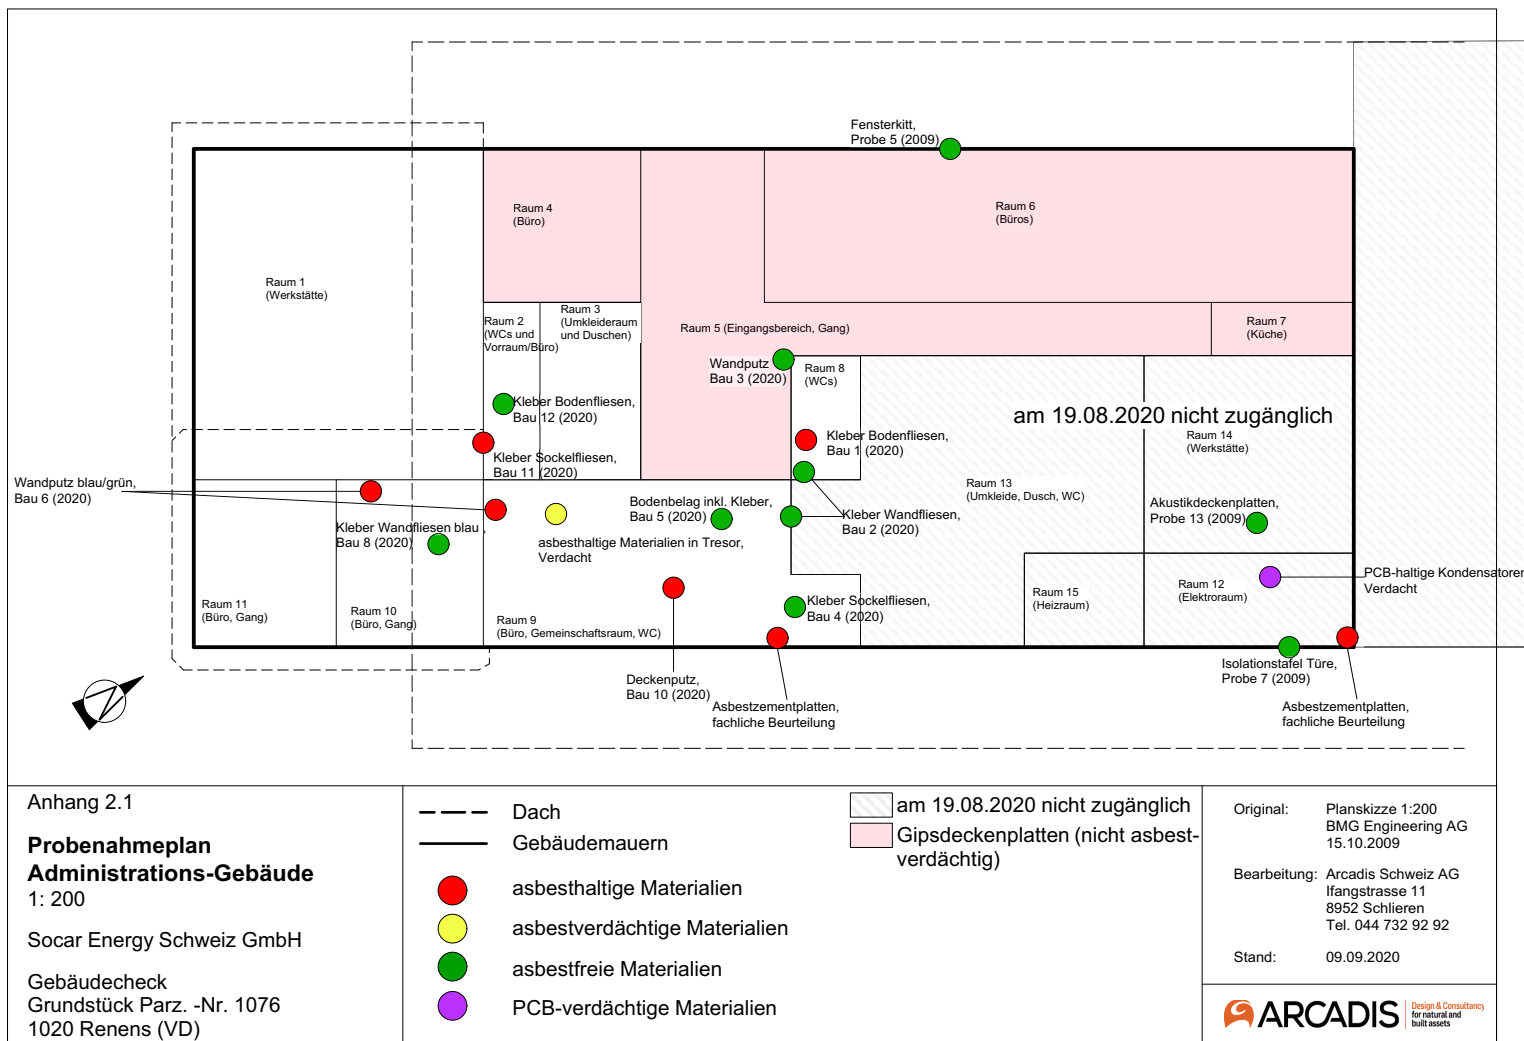 Fensterkitt,
Probe 5 (2009)
Raum 4
(Büro)
Raum 6
(Büros)
Raum 1
(Werkstätte)
Raum 2
(WCs und
Vorraum/Büro)
Raum 3
(Umkleideraum
und Duschen)
Raum 5 (Eingangsbereich, Gang)
Raum 7
(Küche)
Wandputz
Bau 3 (2020)
Raum 8
(WCs)
am 19.08.2020 nicht zugänglich
Raum 14
(Werkstätte)
Kleber Bodenfliesen,
Bau 12 (2020)
Kleber Sockelfliesen,
Bau 11 (2020)
Kleber Bodenfliesen,
Bau 1 (2020)
Wandputz blau/grün,
Bau 6 (2020)
Raum 13
(Umkleide, Dusch, WC)
Kleber Wandfliesen blau ,
Bau 8 (2020)
Bodenbelag inkl. Kleber,
Bau 5 (2020)
Kleber Wandfliesen,
Bau 2 (2020)
Akustikdeckenplatten,
Probe 13 (2009)
asbesthaltige Materialien in Tresor,
Verdacht
PCB-haltige Kondensatoren
Verdacht
Raum 11
(Büro, Gang)
Raum 10
(Büro, Gang)
Raum 9
(Büro, Gemeinschaftsraum, WC)
Kleber Sockelfliesen,
Bau 4 (2020)
Raum 15
(Heizraum)
Raum 12
(Elektroraum)
Deckenputz,
Bau 10 (2020)
Asbestzementplatten,
fachliche Beurteilung
Isolationstafel Türe,
Probe 7 (2009)
Asbestzementplatten,
fachliche Beurteilung
Anhang 2.1
Probenahmeplan
Administrations-Gebäude
1: 200
Socar Energy Schweiz GmbH
Gebäudecheck
Grundstück Parz. -Nr. 1076
1020 Renens (VD)
Dach
Gebäudemauern
asbesthaltige Materialien
asbestverdächtige Materialien
asbestfreie Materialien
PCB-verdächtige Materialien
am 19.08.2020 nicht zugänglich
Gipsdeckenplatten (nicht asbest-
verdächtig)
Original: Planskizze 1:200
BMG Engineering AG
15.10.2009
Bearbeitung: Arcadis Schweiz AG
Ifangstrasse 11
8952 Schlieren
Tel. 044 732 92 92
Stand: 09.09.2020
ARCADIS
Design & Consultancy
for natural and
built assets